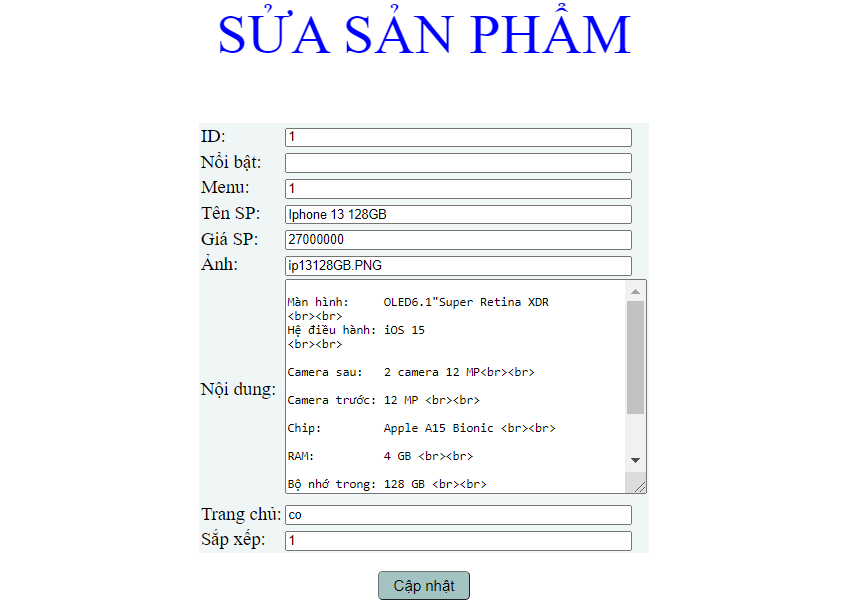 SỬA SẢN PHẨM
ID: 1
Nổi bật:
Menu: 1
Tên SP: Iphone 13 128GB
Giá SP: 27000000
Ảnh: ip13128GB.PNG
Nội dung:
Màn hình: OLED6.1"Super Retina XDR
<br><br>
Hệ điều hành: iOS 15
<br><br>
Camera sau: 2 camera 12 MP<br><br>
Camera trước: 12 MP <br><br>
Chip: Apple A15 Bionic <br><br>
RAM: 4 GB <br><br>
Bộ nhớ trong: 128 GB <br><br>
Trang chủ: co
Sắp xếp: 1
Cập nhật